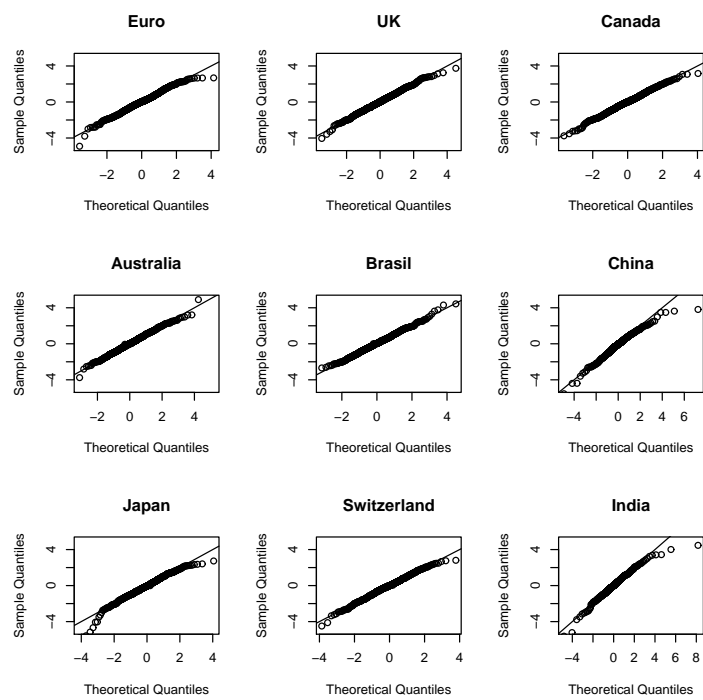 Euro
Sample Quantiles
−4 0 4
−2 0 2 4
Theoretical Quantiles
UK
Sample Quantiles
−4 0 4
−2 0 2 4
Theoretical Quantiles
Canada
Sample Quantiles
−4 0 4
−4 −2 0 2 4
Theoretical Quantiles
Australia
Sample Quantiles
−4 0 4
−2 0 2 4
Theoretical Quantiles
Brasil
Sample Quantiles
−4 0 4
−2 0 2 4
Theoretical Quantiles
China
Sample Quantiles
−4 0 4
−4 −2 0 2 4 6
Theoretical Quantiles
Japan
Sample Quantiles
−4 0 4
−4 −2 0 2 4
Theoretical Quantiles
Switzerland
Sample Quantiles
−4 0 4
−4 −2 0 2 4
Theoretical Quantiles
India
Sample Quantiles
−4 0 4
−4 −2 0 2 4 6 8
Theoretical Quantiles